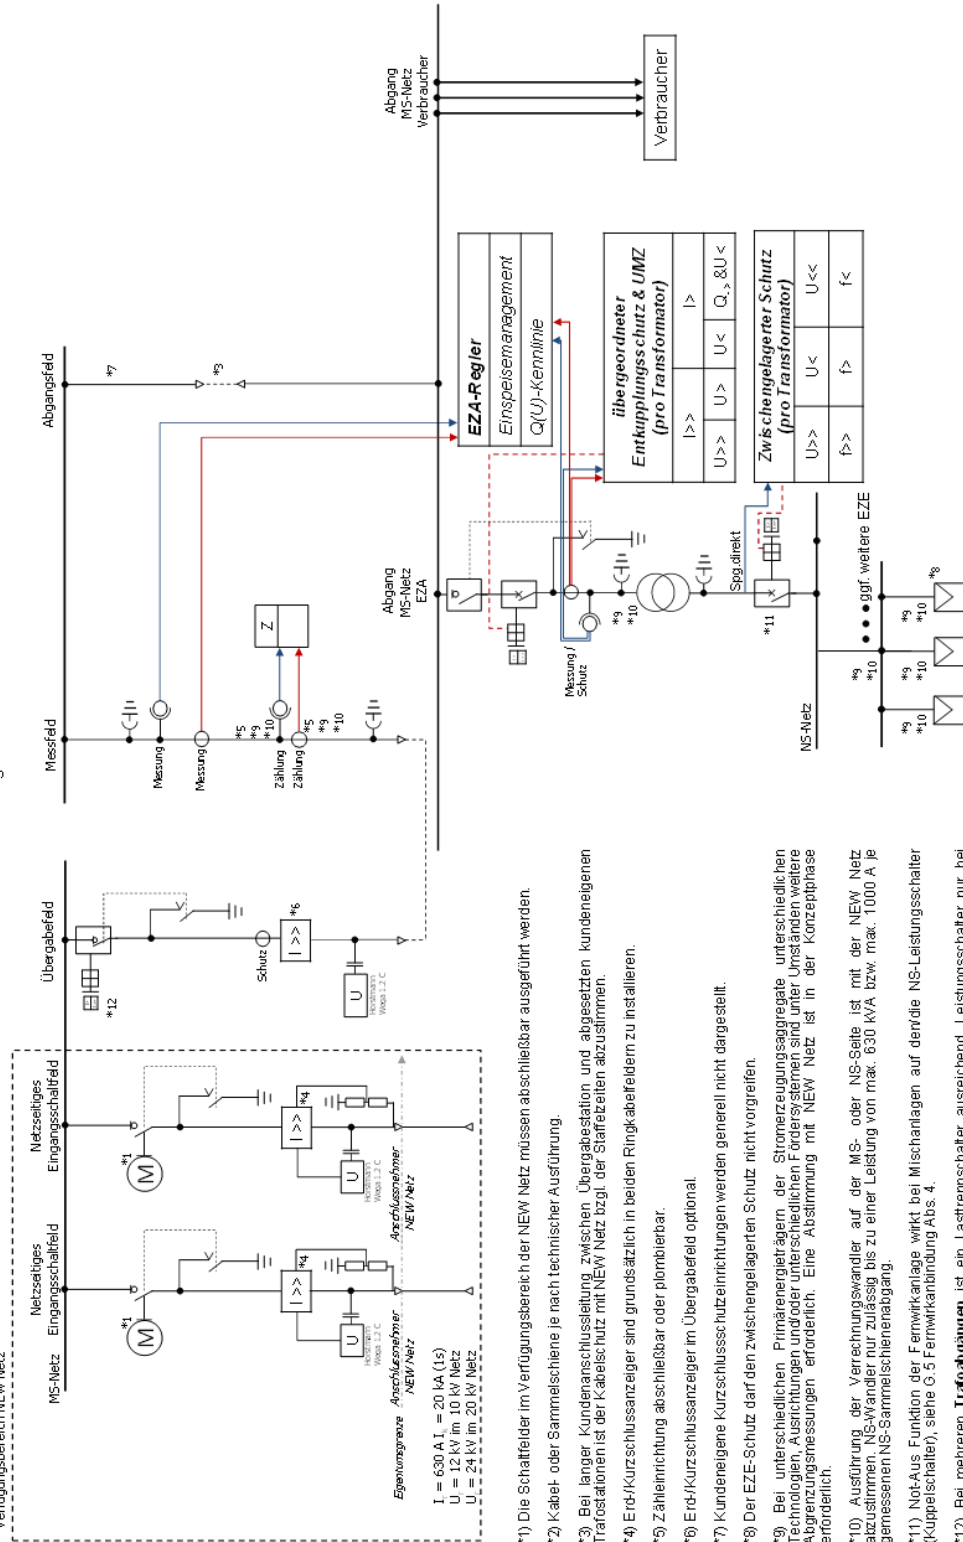 Verfügungsbereich NEW Netz
MS-Netz
Netzseitiges
Eingangsschaltfeld
Netzseitiges
Eingangsschaltfeld
Übergabefeld
Messfeld
Abgangsfeld
*1
M
*4
I >>
U
Horstmann
Wega 1.2 C
*1
M
*4
I >>
U
Horstmann
Wega 1.2 C
Eigentumsgrenze
Anschlussnehmer
NEW Netz
Anschlussnehmer
NEW Netz
U = 12 kV im 10 kV Netz
U = 24 kV im 20 kV Netz
*12
Schutz
*6
I >>
U
Horstmann
Wega 1.2 C
Messung
Messung
*5
*9
*10
Zählung
Zählung
*5
*9
*10
Z
*7
*3
Abgang
MS-Netz
EZA
Abgang
MS-Netz
Verbraucher
Verbraucher
EZA-Regler
Einspeisemanagement
Q(U)-Kennlinie
Messung /
Schutz
*9
*10
übergeordneter
Entkupplungsschutz & UMZ
(pro Transformator)
I>> I>
U>> U> U< Q-> &U <
Spg.direkt
*11
Zwischengelagerter Schutz
(pro Transformator)
U>> U< U<<
f>> f> f<
NS-Netz
ggf. weitere EZE
*9
*10
*9
*10
*9
*10
*9
*10
*8
*1) Die Schaltfelder im Verfügungsbereich der NEW Netz müssen abschließbar ausgeführt werden.
*2) Kabel- oder Sammelschiene je nach technischer Ausführung.
*3) Bei langer Kundenanschlussleitung zwischen Übergabestation und abgesetzten kundeneigenen
Trafostationen ist der Kabelschutz mit NEW Netz bzgl. der Staffelzeiten abzustimmen.
*4) Erd-/Kurzschlussanzeiger sind grundsätzlich in beiden Ringkabelfeldern zu installieren.
*5) Zähleinrichtung abschließbar oder plombierbar.
*6) Erd-/Kurzschlussanzeiger im Übergabefeld optional.
*7) Kundeneigene Kurzschlussschutzeinrichtungen werden generell nicht dargestellt.
*8) Der EZE-Schutz darf den zwischengelagerten Schutz nicht vorgreifen.
*9) Bei unterschiedlichen Primärenergieträgern der Stromerzeugungsaggregate unterschiedlichen
Technologien, Ausrichtungen und/oder unterschiedlichen Fördersystemen sind unter Umständen weitere
Abgrenzungsmessungen erforderlich. Eine Abstimmung mit NEW Netz ist in der Konzeptphase
erforderlich.
*10) Ausführung der Verrechnungswandler auf der MS- oder NS-Seite ist mit der NEW Netz
abzustimmen. NS-Wandler nur zulässig bis zu einer Leistung von max. 630 kVA bzw. max. 1000 A je
gemessenen NS-Sammelschienenabgang.
*11) Not-Aus Funktion der Fernwirkanlage wirkt bei Mischanlagen auf den/die NS-Leistungsschalter
(Kuppelschalter), siehe G.5 Fernwirkanbindung Abs. 4.
*12) Bei mehreren Trafoabgängen ist ein Lasttrennschalter ausreichend Leistungsschalter nur bei